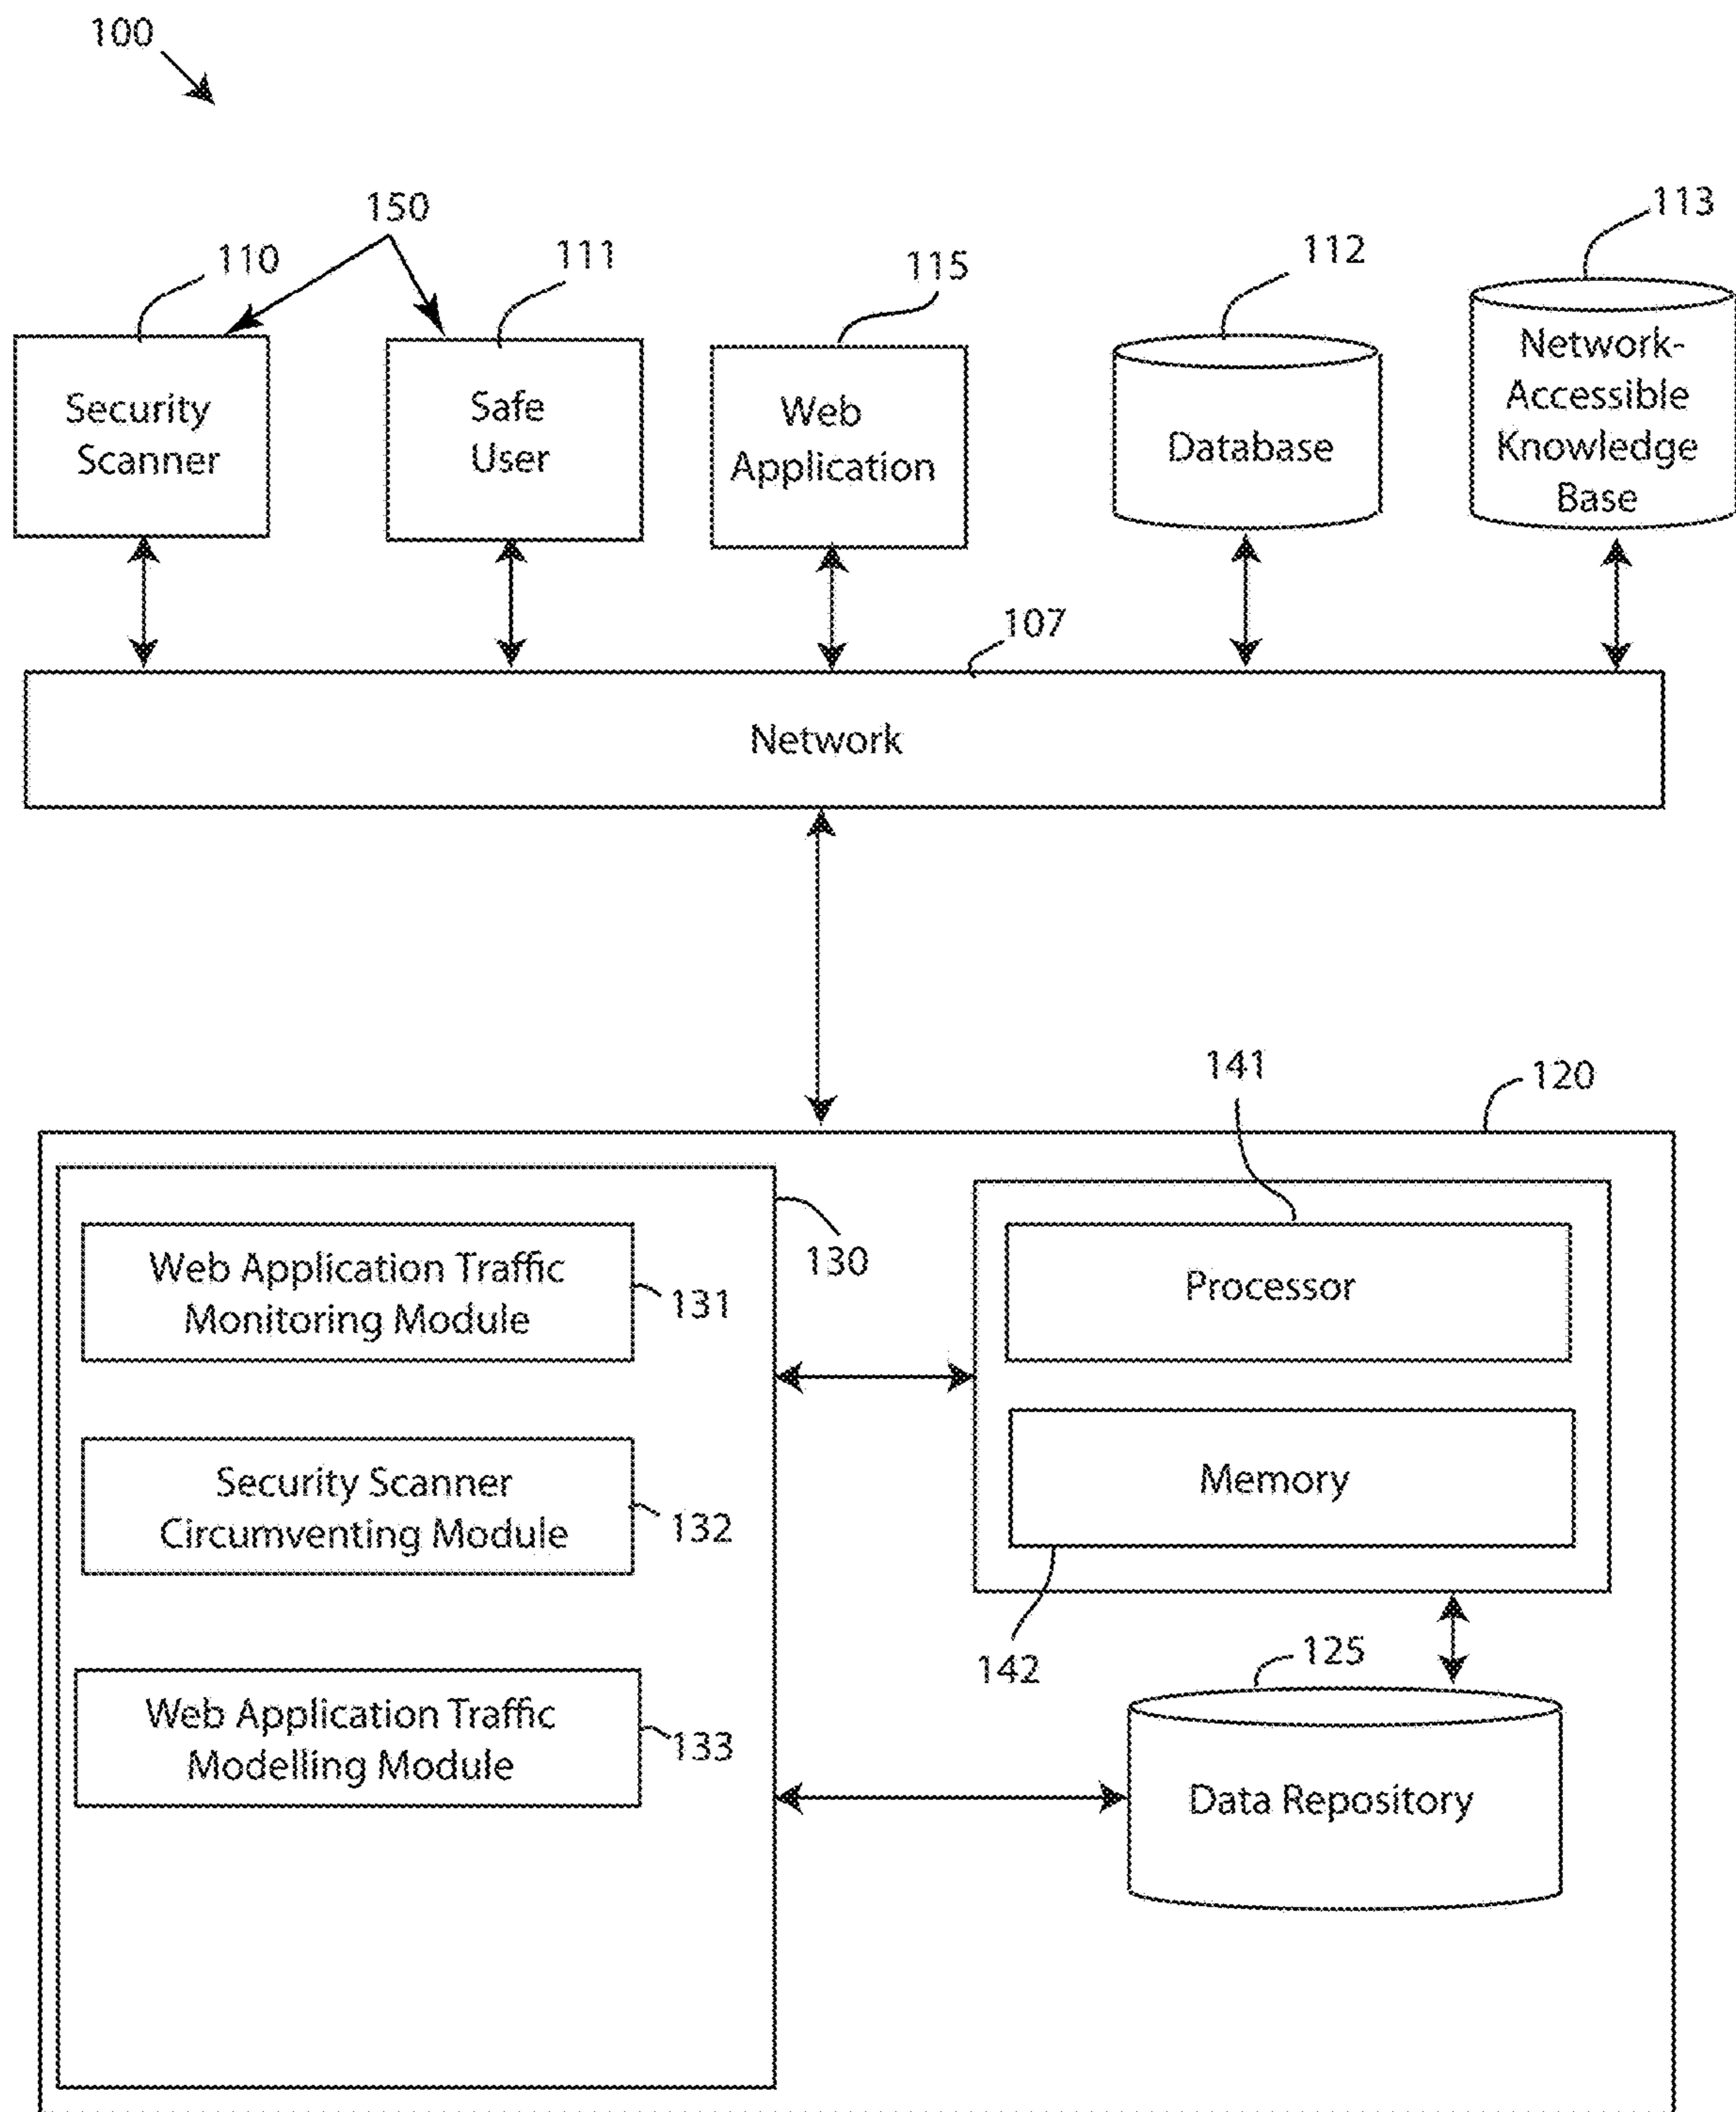 100
150
110
111
115
112
113
Security
Scanner
Safe
User
Web
Application
Database
Network-
Accessible
Knowledge
Base
107
Network
141
120
130
Web Application Traffic
Monitoring Module
131
Processor
Security Scanner
Circumventing Module
132
Memory
142
125
Web Application Traffic
Modelling Module
133
Data Repository